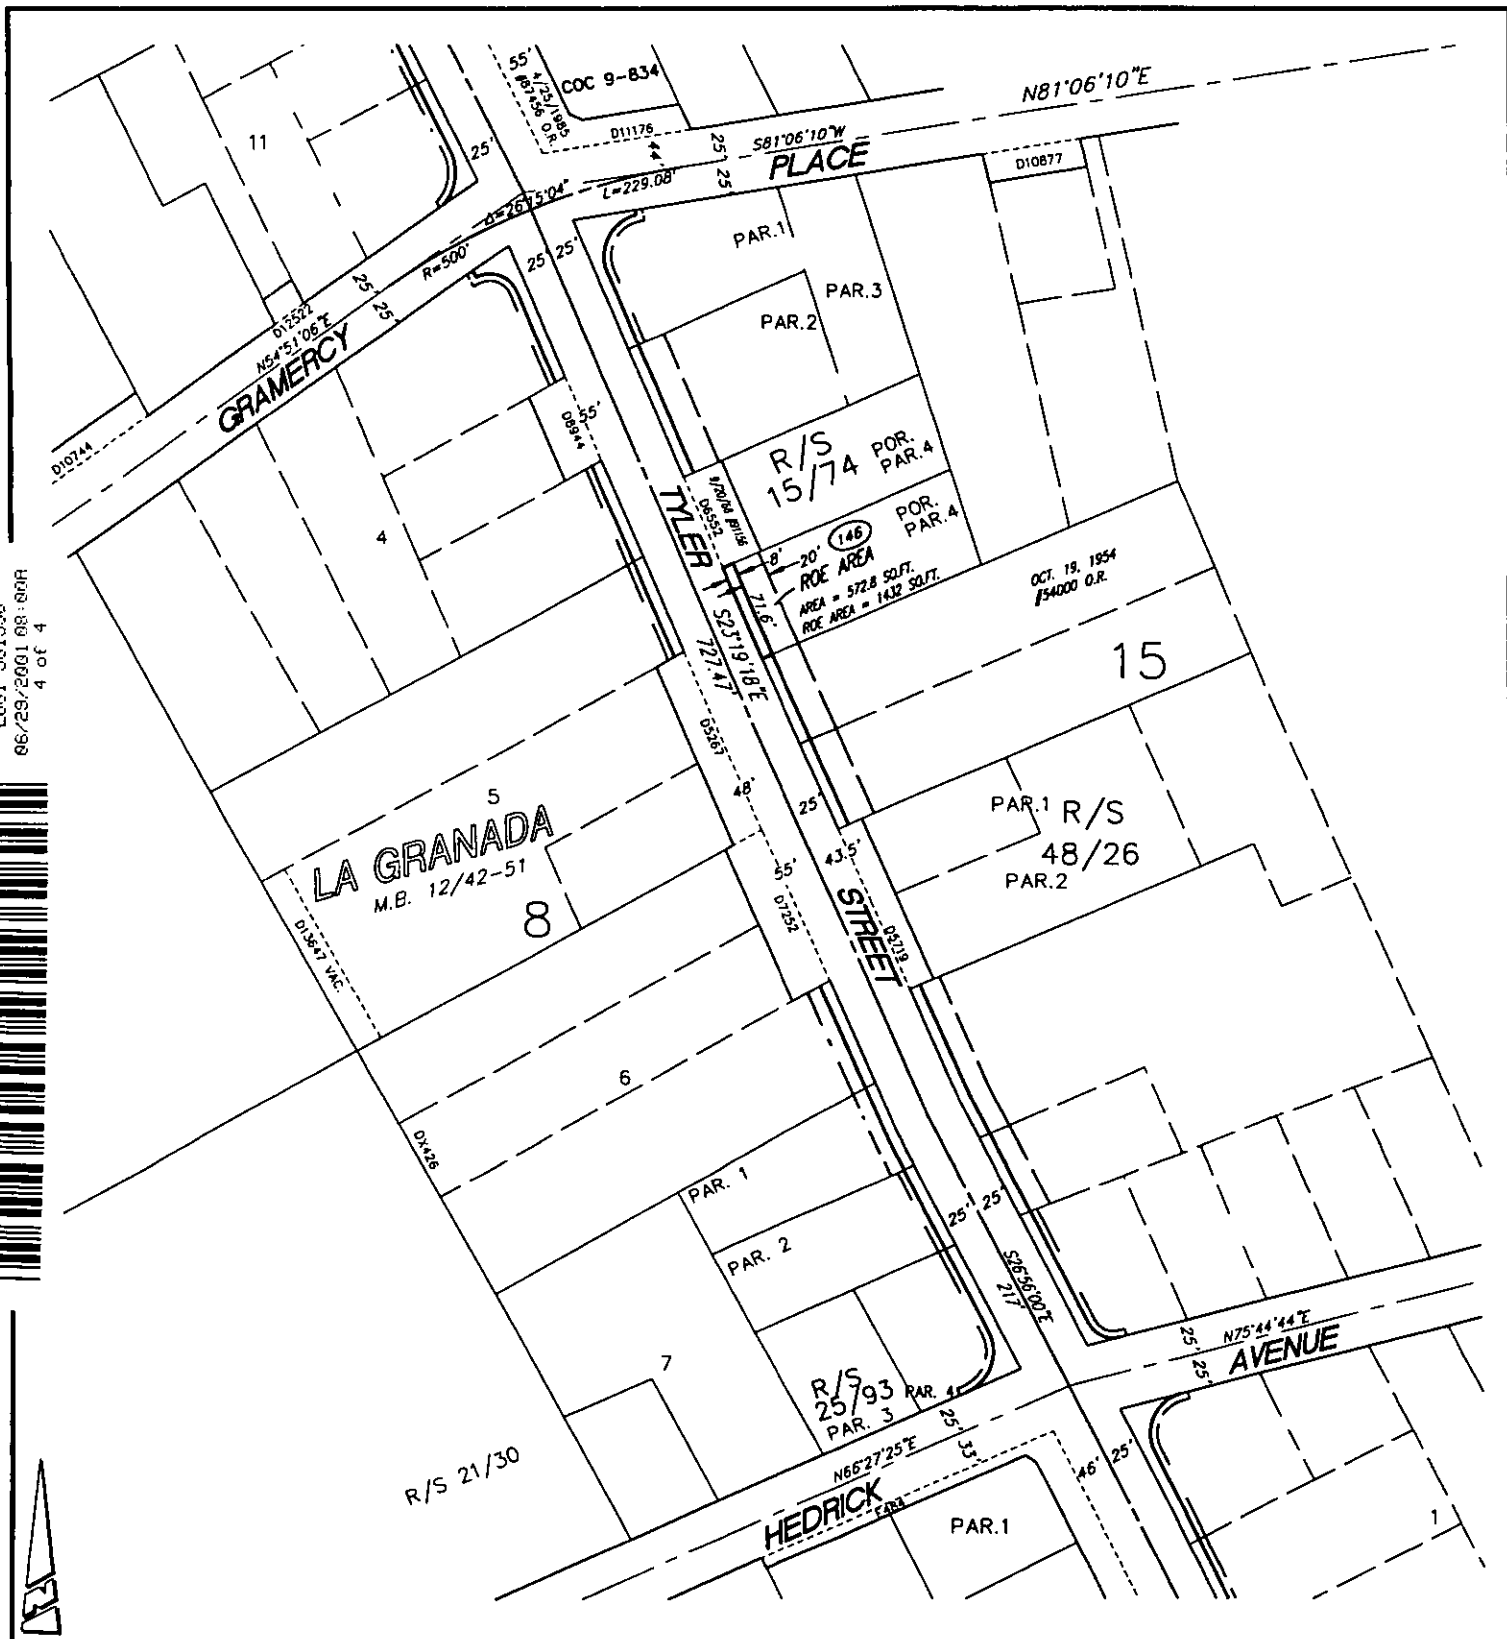 55'
4/25/1985
#87456 O.R.
COC 9-834
N81°06'10"E
11
25'
D11176
44'
25'
25'
S81°06'10"W
PLACE
D10877
Δ=26°15'04"
L=229.08'
R=500'
25'
25'
25'
25'
PAR.1
PAR.3
PAR.2
D12522
N54°51'06"E
GRAMERCY
D10744
D8944
55'
R/S
15/74
POR.
PAR.4
TYLER
D6552
4
POR.
PAR.4
146
8'
20'
ROE AREA
AREA = 572.8 SQ.FT.
ROE AREA = 1432 SQ.FT.
71.6'
OCT. 19, 1954
#54000 O.R.
S23°19'18"E
727.47'
06/29/2001 08:00A
4 of 4
15
D5267
48'
25'
5
LA GRANADA
M.B. 12/42-51
8
PAR.1
R/S
48/26
PAR.2
43.5'
55'
D7252
STREET
D5719
D13647 VAC.
6
DX426
PAR. 1
PAR. 2
25'
25'
S26°56'00"E
217'
N75°44'44"E
AVENUE
25'
25'
7
R/S
25/93
PAR. 3
PAR. 4
25'
33'
N66°27'25"E
HEDRICK
46'
25'
R/S 21/30
PAR.1
1
N